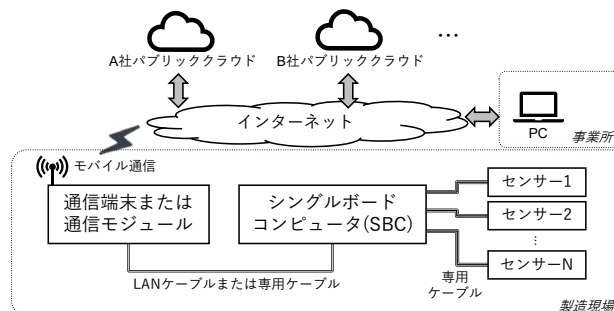 A社パブリッククラウド
B社パブリッククラウド
…
インターネット
PC
事業所
モバイル通信
通信端末または
通信モジュール
シングルボード
コンピュータ(SBC)
センサー1
センサー2
…
センサーN
LANケーブルまたは専用ケーブル
専用
ケーブル
製造現場